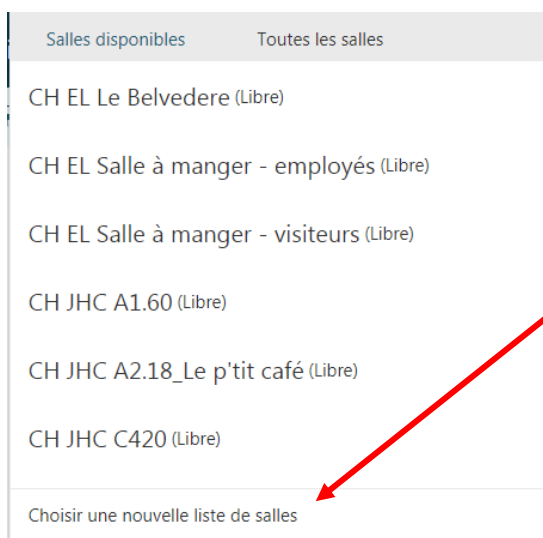 Salles disponibles Toutes les salles
CH EL Le Belvedere (Libre)
CH EL Salle à manger - employés (Libre)
CH EL Salle à manger - visiteurs (Libre)
CH JHC A1.60 (Libre)
CH JHC A2.18_Le p'tit café (Libre)
CH JHC C420 (Libre)
Choisir une nouvelle liste de salles